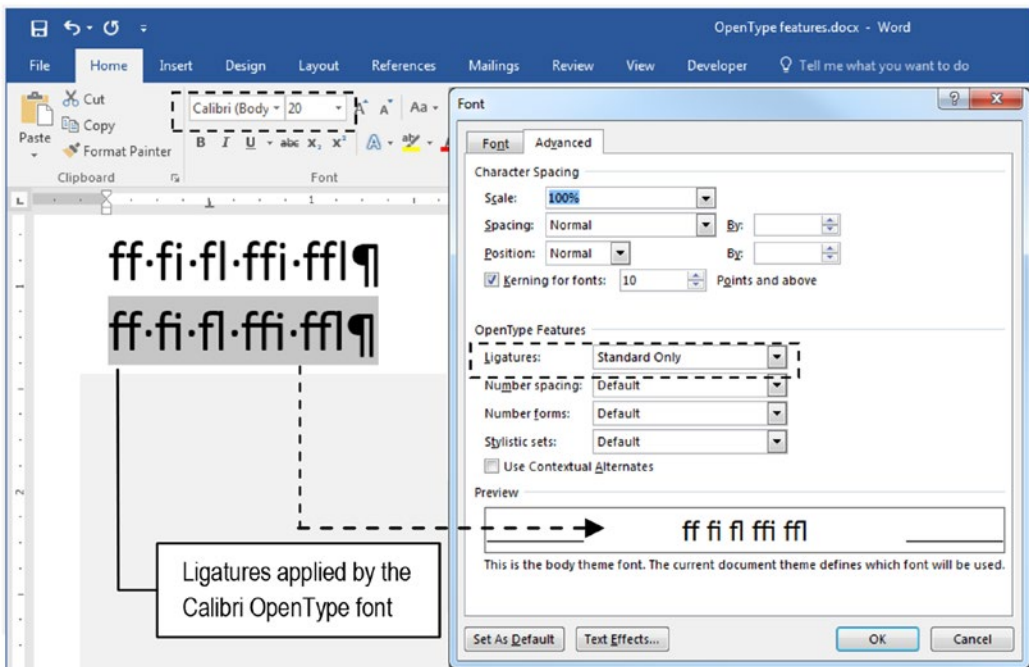 OpenType features.docx - Word
File Home Insert Design Layout References Mailings Review View Developer Tell me what you want to do
Cut
Copy
Format Painter
Paste
Clipboard
Calibri (Body 20 A A Aa
B I U abc X₂ X² A aby
Font
L 1
ff·fi·fl·ffi·ffl¶
ff·fi·fl·ffi·ffl¶
2
Ligatures applied by the
Calibri OpenType font
Font
Font Advanced
Character Spacing
Scale: 100%
Spacing: Normal By:
Position: Normal By:
Kerning for fonts: 10 Points and above
OpenType Features
Ligatures: Standard Only
Number spacing: Default
Number forms: Default
Stylistic sets: Default
Use Contextual Alternates
Preview
ff fi fl ffi ffl
This is the body theme font. The current document theme defines which font will be used.
Set As Default Text Effects... OK Cancel